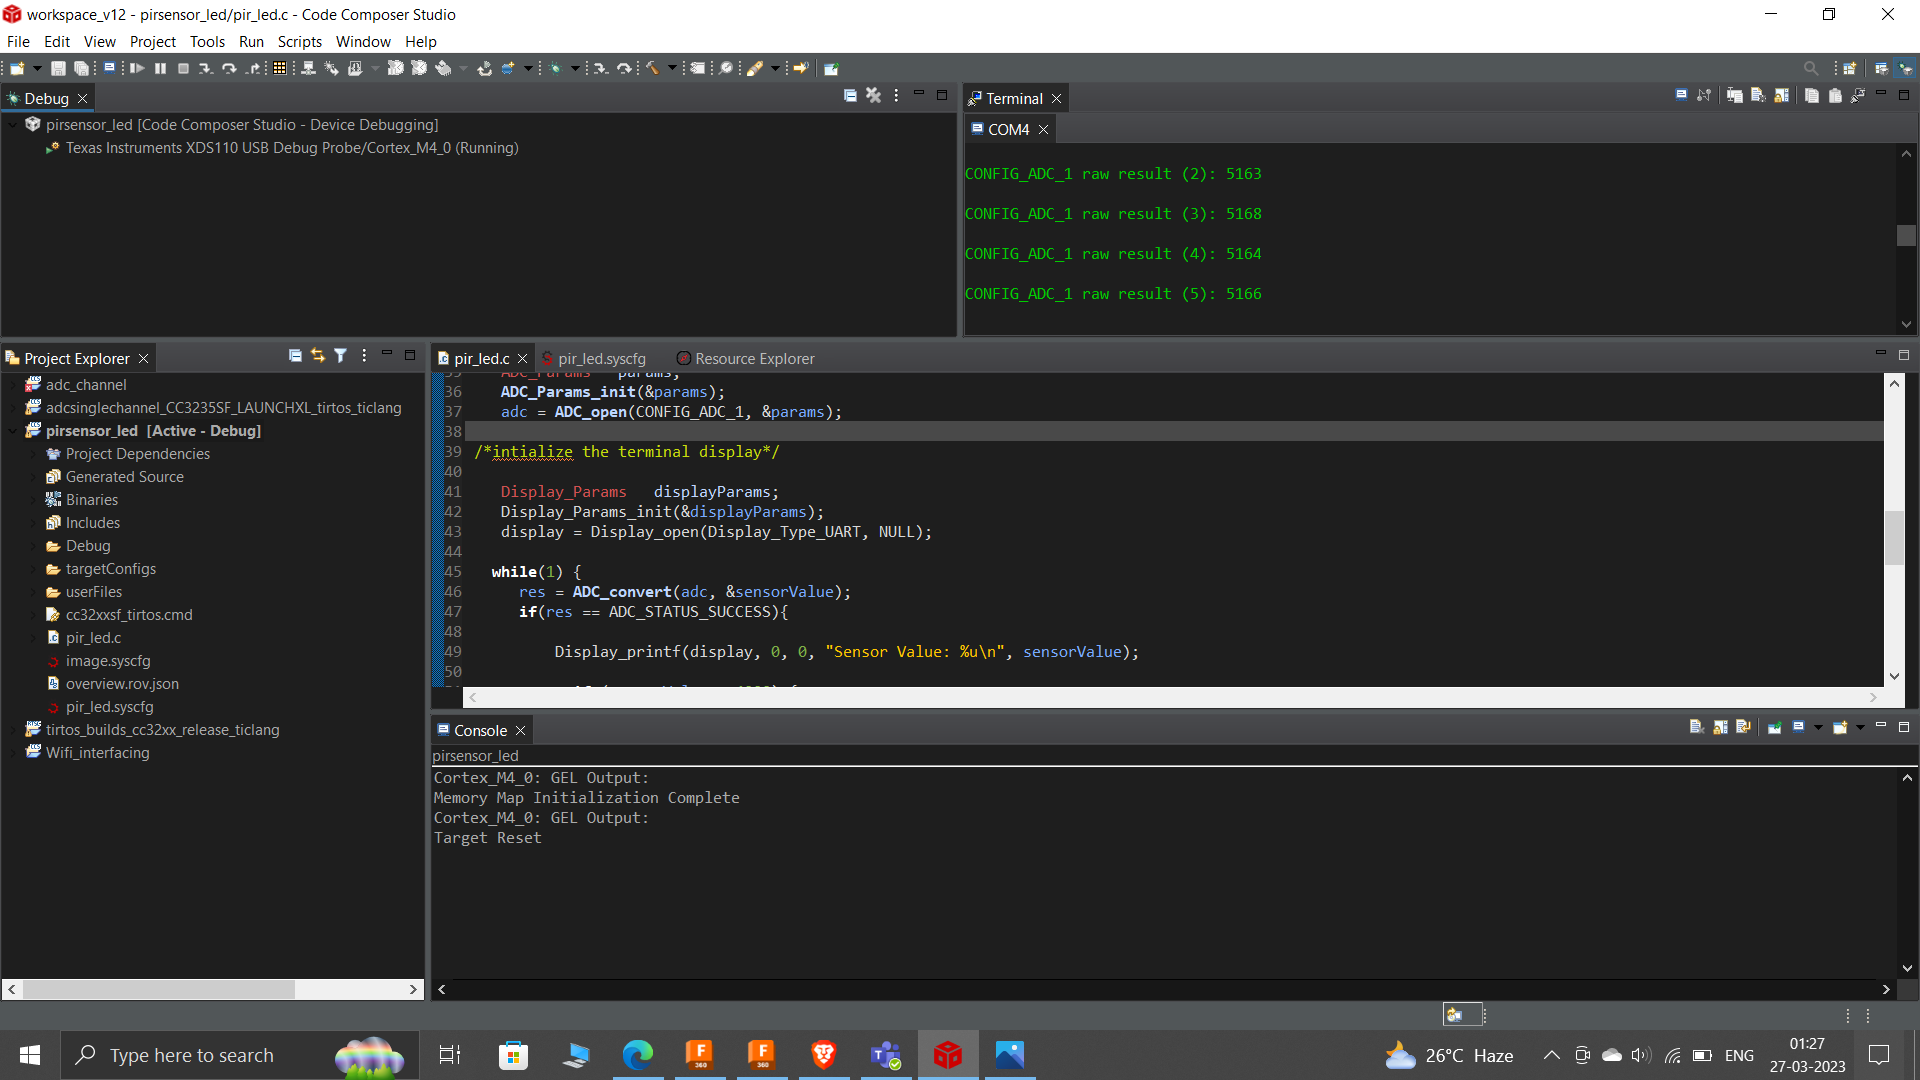 workspace_v12 - pirsensor_led/pir_led.c - Code Composer Studio
File Edit View Project Tools Run Scripts Window Help
Debug
pirsensor_led [Code Composer Studio - Device Debugging]
Texas Instruments XDS110 USB Debug Probe/Cortex_M4_0 (Running)
Terminal
COM4
CONFIG_ADC_1 raw result (2): 5163
CONFIG_ADC_1 raw result (3): 5168
CONFIG_ADC_1 raw result (4): 5164
CONFIG_ADC_1 raw result (5): 5166
Project Explorer
adc_channel
adcsinglechannel_CC3235SF_LAUNCHXL_tirtos_ticlang
pirsensor_led [Active - Debug]
Project Dependencies
Generated Source
Binaries
Includes
Debug
targetConfigs
userFiles
cc32xxsf_tirtos.cmd
pir_led.c
image.syscfg
overview.rov.json
pir_led.syscfg
tirtos_builds_cc32xx_release_ticlang
Wifi_interfacing
pir_led.c pir_led.syscfg Resource Explorer
35 ADC_Params params;
36 ADC_Params_init(&params);
37 adc = ADC_open(CONFIG_ADC_1, &params);
38
39 /*intialize the terminal display*/
40
41 Display_Params displayParams;
42 Display_Params_init(&displayParams);
43 display = Display_open(Display_Type_UART, NULL);
44
45 while(1) {
46 res = ADC_convert(adc, &sensorValue);
47 if(res == ADC_STATUS_SUCCESS){
48
49 Display_printf(display, 0, 0, "Sensor Value: %u\n", sensorValue);
50
Console
pirsensor_led
Cortex_M4_0: GEL Output:
Memory Map Initialization Complete
Cortex_M4_0: GEL Output:
Target Reset
Type here to search
F
360
F
360
26°C Haze
ENG
01:27
27-03-2023